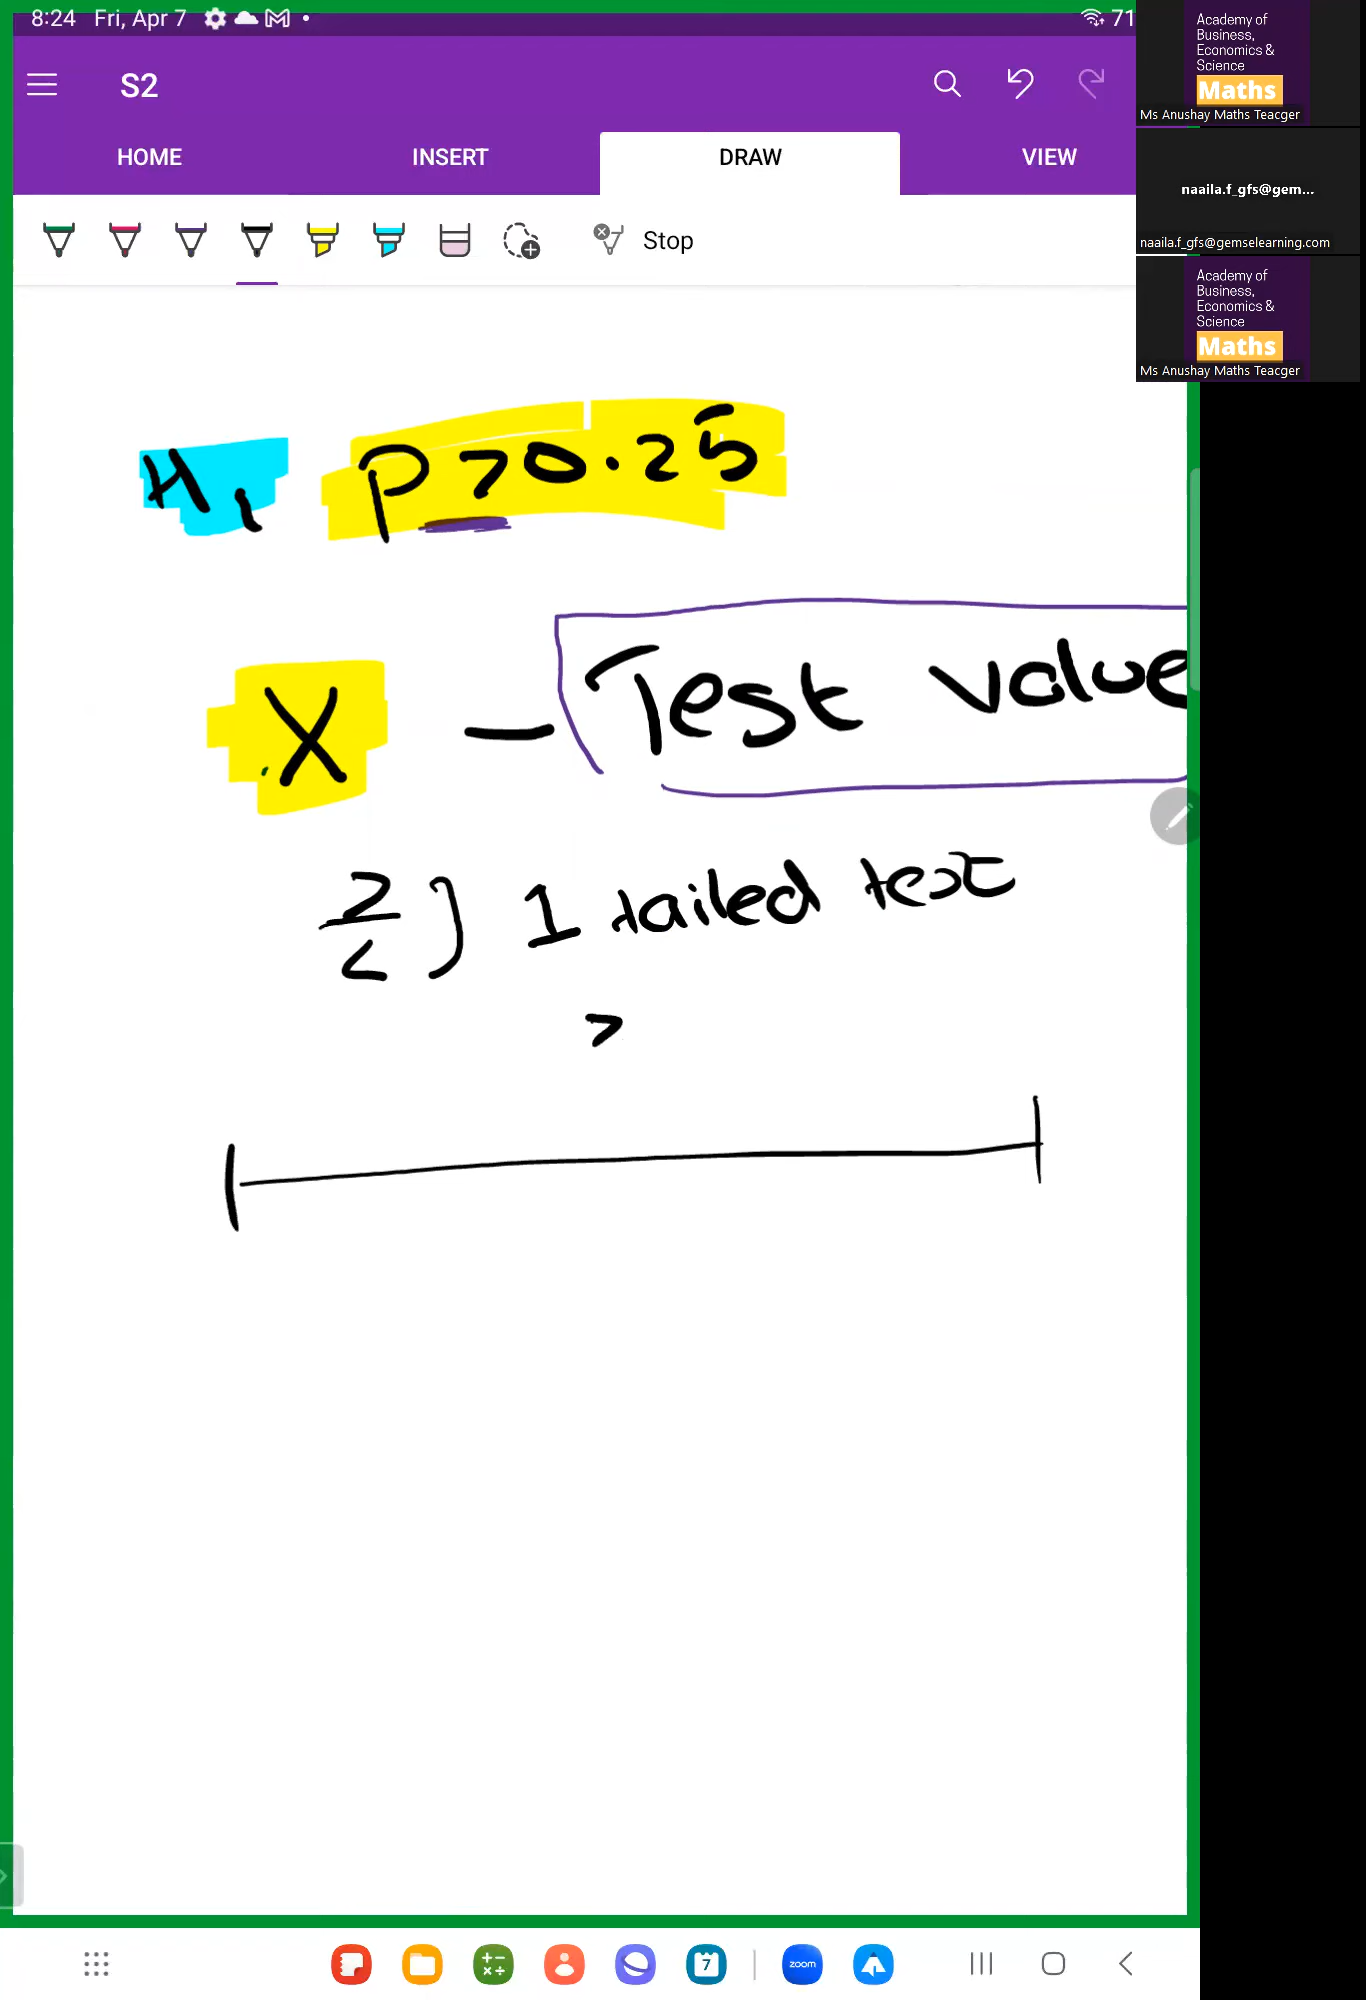 8:24 Fri, Apr 7
71
S2
HOME INSERT DRAW VIEW
Stop
Academy of
Business,
Economics &
Science
Maths
Ms Anushay Maths Teacger
naaila.f_gfs@gem...
naaila.f_gfs@gemselearning.com
Academy of
Business,
Economics &
Science
Maths
Ms Anushay Maths Teacger
H₁ P>0.25
X – Test value
>
<
} 1 tailed test
>
7
zoom